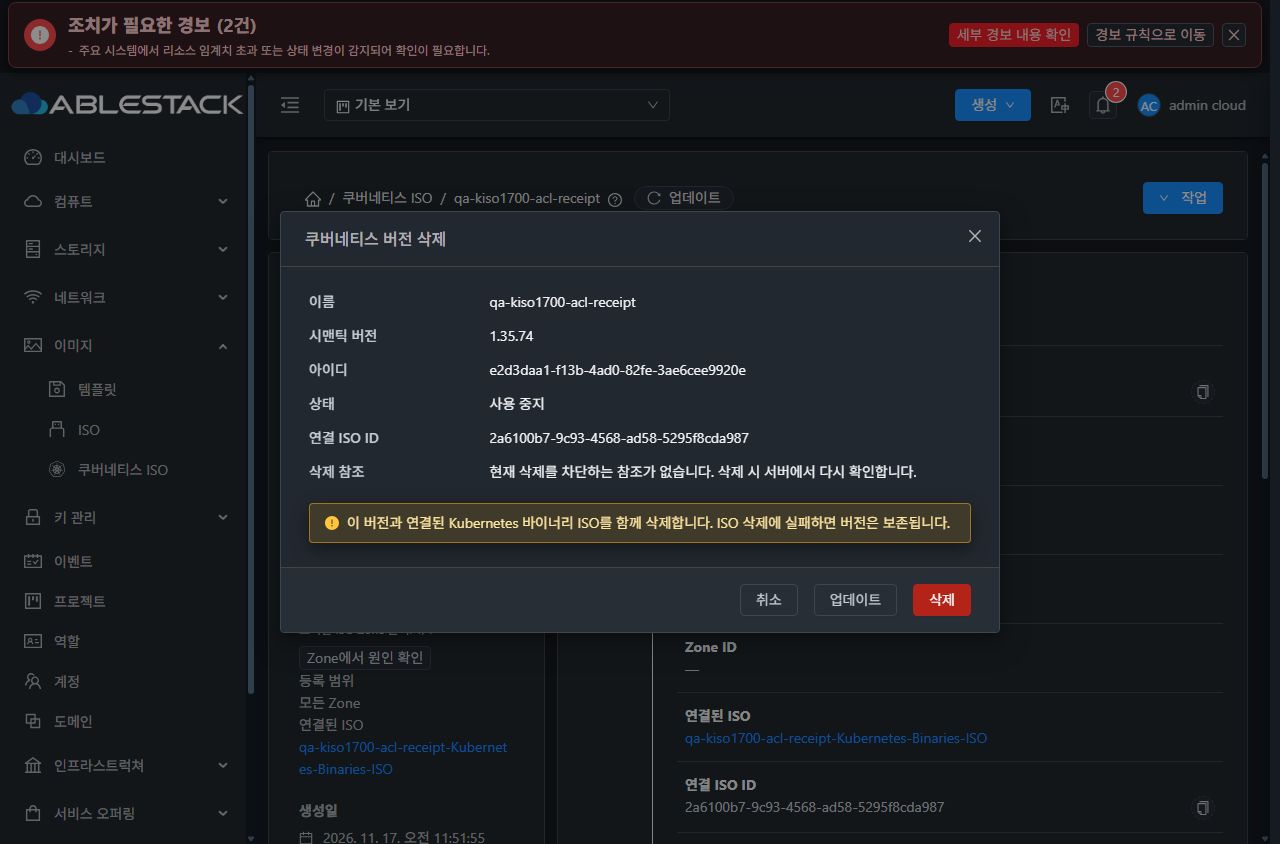 조치가 필요한 경보 (2건)
- 주요 시스템에서 리소스 임계치 초과 또는 상태 변경이 감지되어 확인이 필요합니다.
세부 경보 내용 확인
경보 규칙으로 이동
ABLESTACK
기본 보기
생성
2
AC
admin cloud
대시보드
컴퓨트
스토리지
네트워크
이미지
템플릿
ISO
쿠버네티스 ISO
키 관리
이벤트
프로젝트
역할
계정
도메인
인프라스트럭쳐
서비스 오퍼링
/ 쿠버네티스 ISO / qa-kiso1700-acl-receipt
업데이트
작업
쿠버네티스 버전 삭제
이름 qa-kiso1700-acl-receipt
시맨틱 버전 1.35.74
아이디 e2d3daa1-f13b-4ad0-82fe-3ae6cee9920e
상태 사용 중지
연결 ISO ID 2a6100b7-9c93-4568-ad58-5295f8cda987
삭제 참조 현재 삭제를 차단하는 참조가 없습니다. 삭제 시 서버에서 다시 확인합니다.
이 버전과 연결된 Kubernetes 바이너리 ISO를 함께 삭제합니다. ISO 삭제에 실패하면 버전은 보존됩니다.
취소
업데이트
삭제
Zone에서 원인 확인
등록 범위
모든 Zone
연결된 ISO
qa-kiso1700-acl-receipt-Kubernet
es-Binaries-ISO
생성일
2026. 11. 17. 오전 11:51:55
Zone ID
—
연결된 ISO
qa-kiso1700-acl-receipt-Kubernetes-Binaries-ISO
연결 ISO ID
2a6100b7-9c93-4568-ad58-5295f8cda987